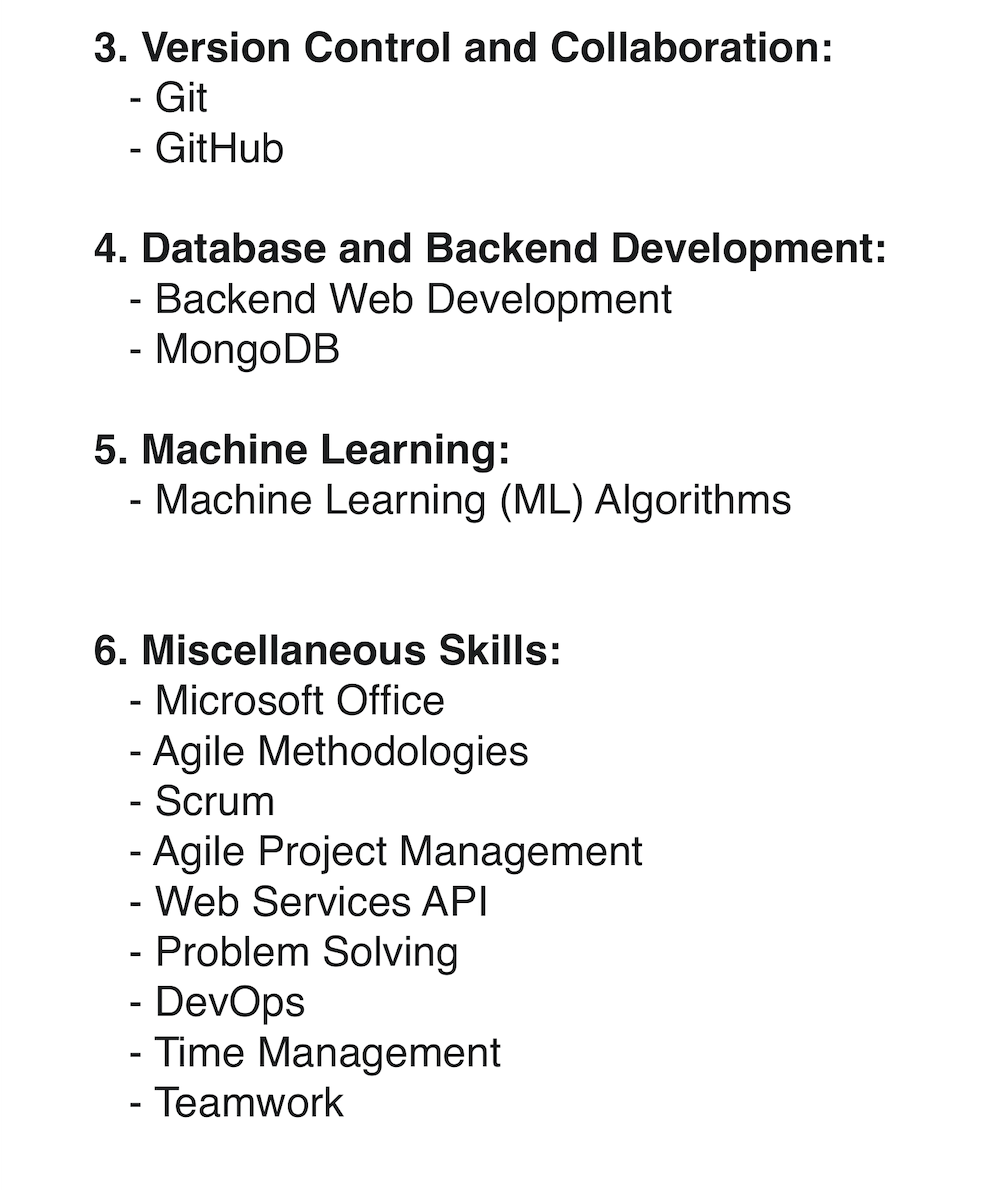 3. Version Control and Collaboration:
- Git
- GitHub
4. Database and Backend Development:
- Backend Web Development
- MongoDB
5. Machine Learning:
- Machine Learning (ML) Algorithms
6. Miscellaneous Skills:
- Microsoft Office
- Agile Methodologies
- Scrum
- Agile Project Management
- Web Services API
- Problem Solving
- DevOps
- Time Management
- Teamwork